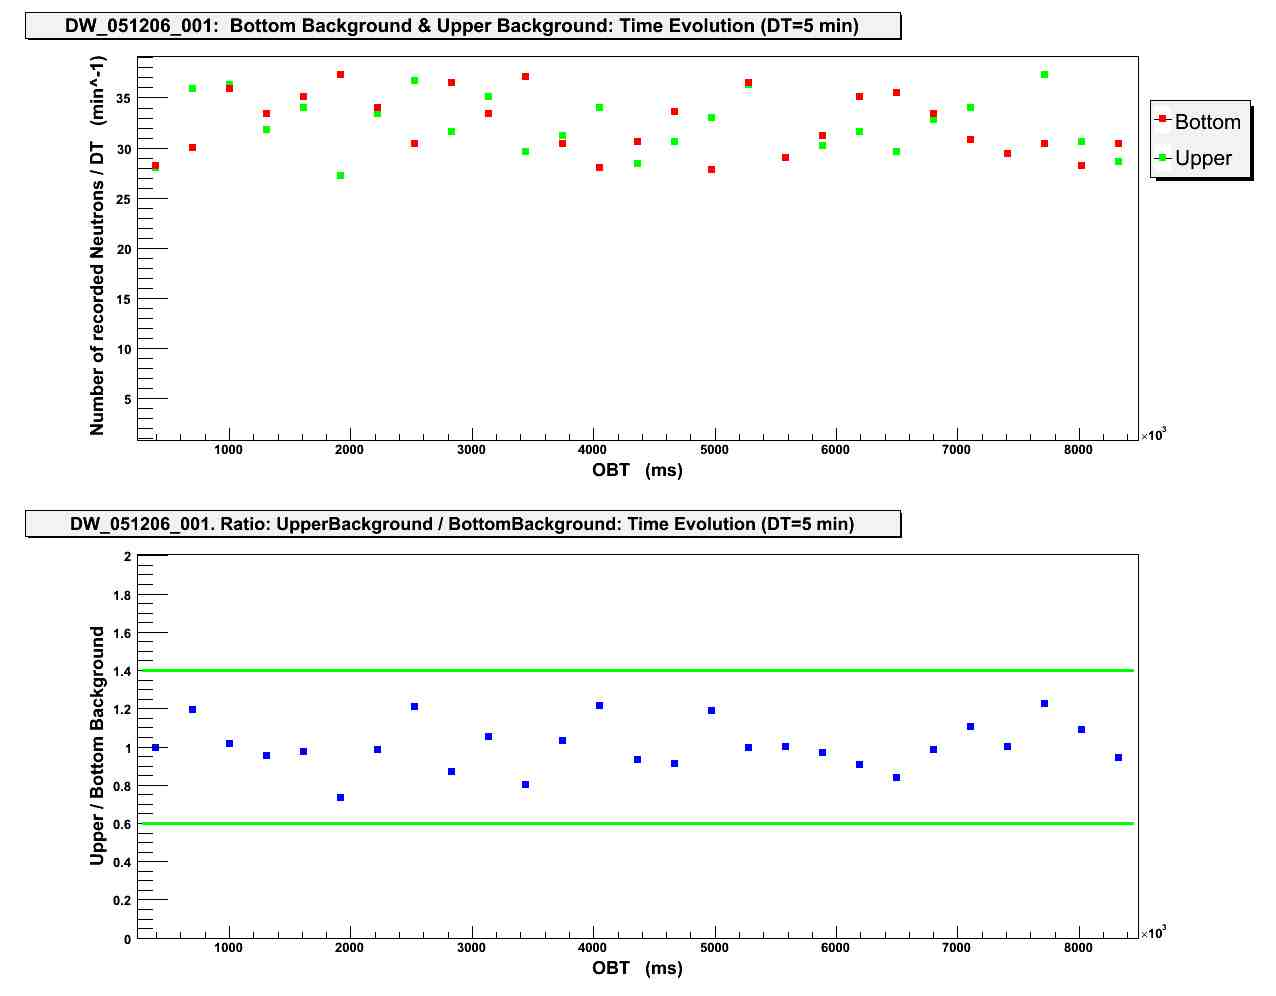 DW_051206_001:  Bottom Background & Upper Background: Time Evolution (DT=5 min)
Number of recorded Neutrons / DT   (min^-1)
35
30
25
20
15
10
5
1000 2000 3000 4000 5000 6000 7000 8000
×10³
OBT   (ms)
Bottom
Upper
DW_051206_001. Ratio: UpperBackground / BottomBackground: Time Evolution (DT=5 min)
Upper / Bottom Background
2
1.8
1.6
1.4
1.2
1
0.8
0.6
0.4
0.2
0
1000 2000 3000 4000 5000 6000 7000 8000
×10³
OBT   (ms)